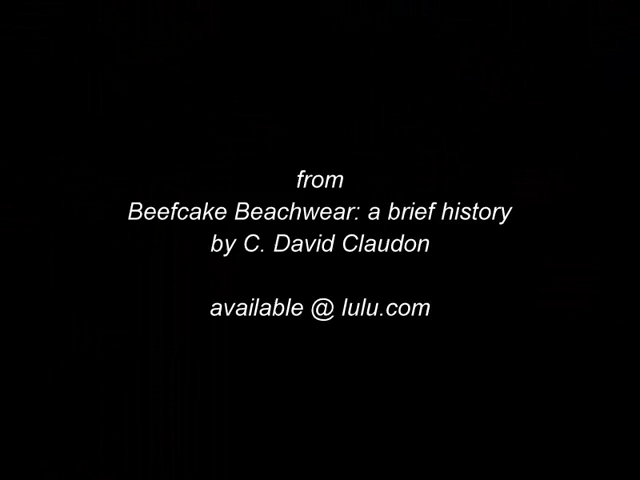 from
Beefcake Beachwear: a brief history
by C. David Claudon
available @ lulu.com